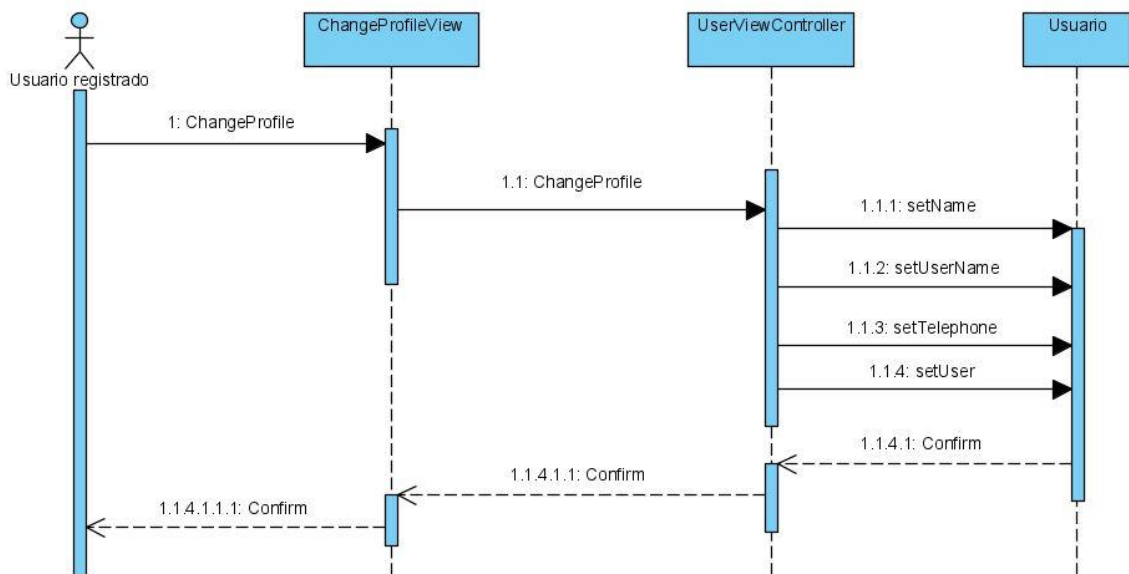 ChangeProfileView
UserViewController
Usuario
Usuario registrado
1: ChangeProfile
1.1: ChangeProfile
1.1.1: setName
1.1.2: setUserName
1.1.3: setTelephone
1.1.4: setUser
1.1.4.1: Confirm
1.1.4.1.1: Confirm
1.1.4.1.1.1: Confirm